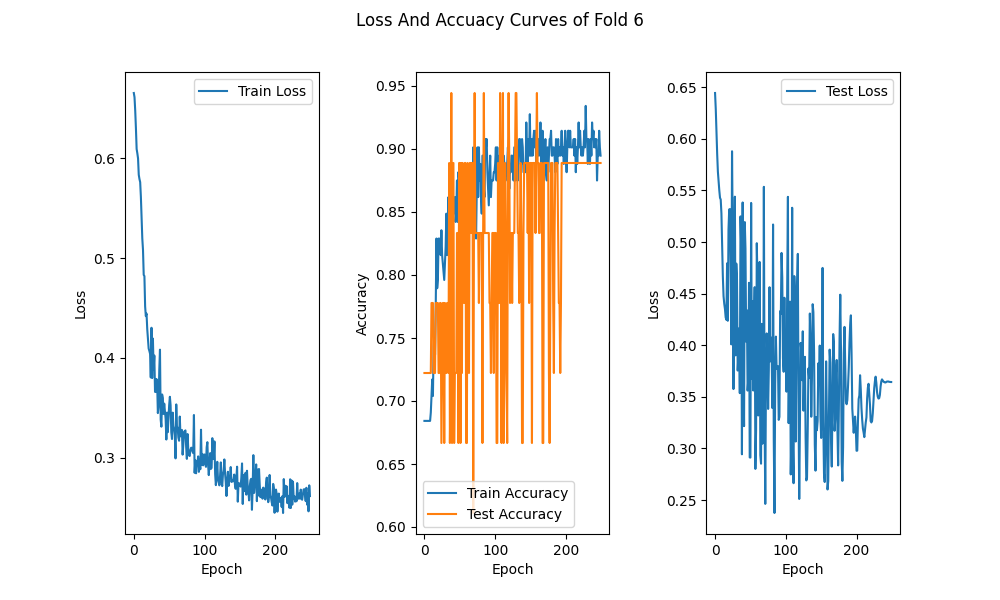 Loss And Accuacy Curves of Fold 6
Train Loss
0.6
0.5
0.4
0.3
Loss
0
100
200
Epoch
0.95
0.90
0.85
0.80
0.75
0.70
0.65
0.60
Accuracy
Train Accuracy
Test Accuracy
0
100
200
Epoch
Test Loss
0.65
0.60
0.55
0.50
0.45
0.40
0.35
0.30
0.25
Loss
0
100
200
Epoch